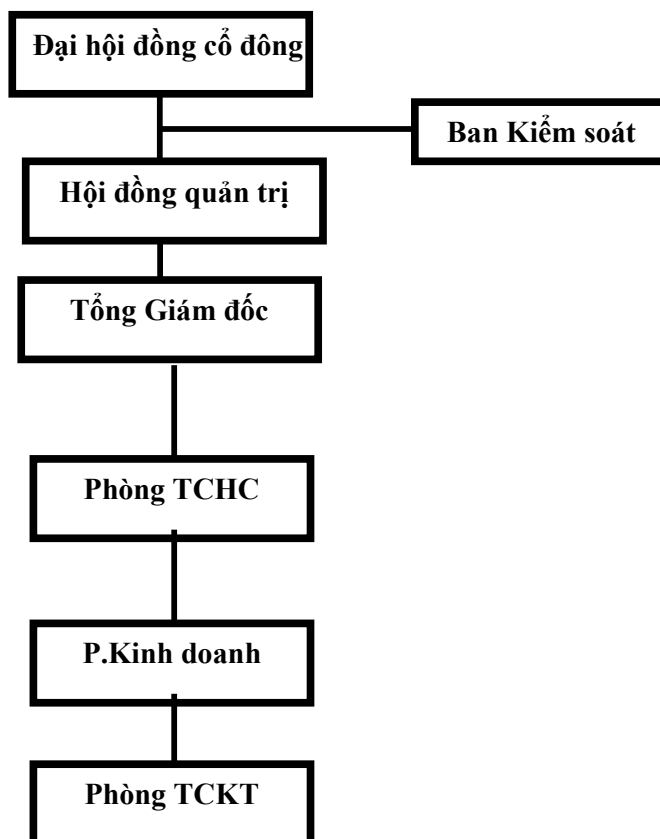 Đại hội đồng cổ đông
Ban Kiểm soát
Hội đồng quản trị
Tổng Giám đốc
Phòng TCHC
P.Kinh doanh
Phòng TCKT